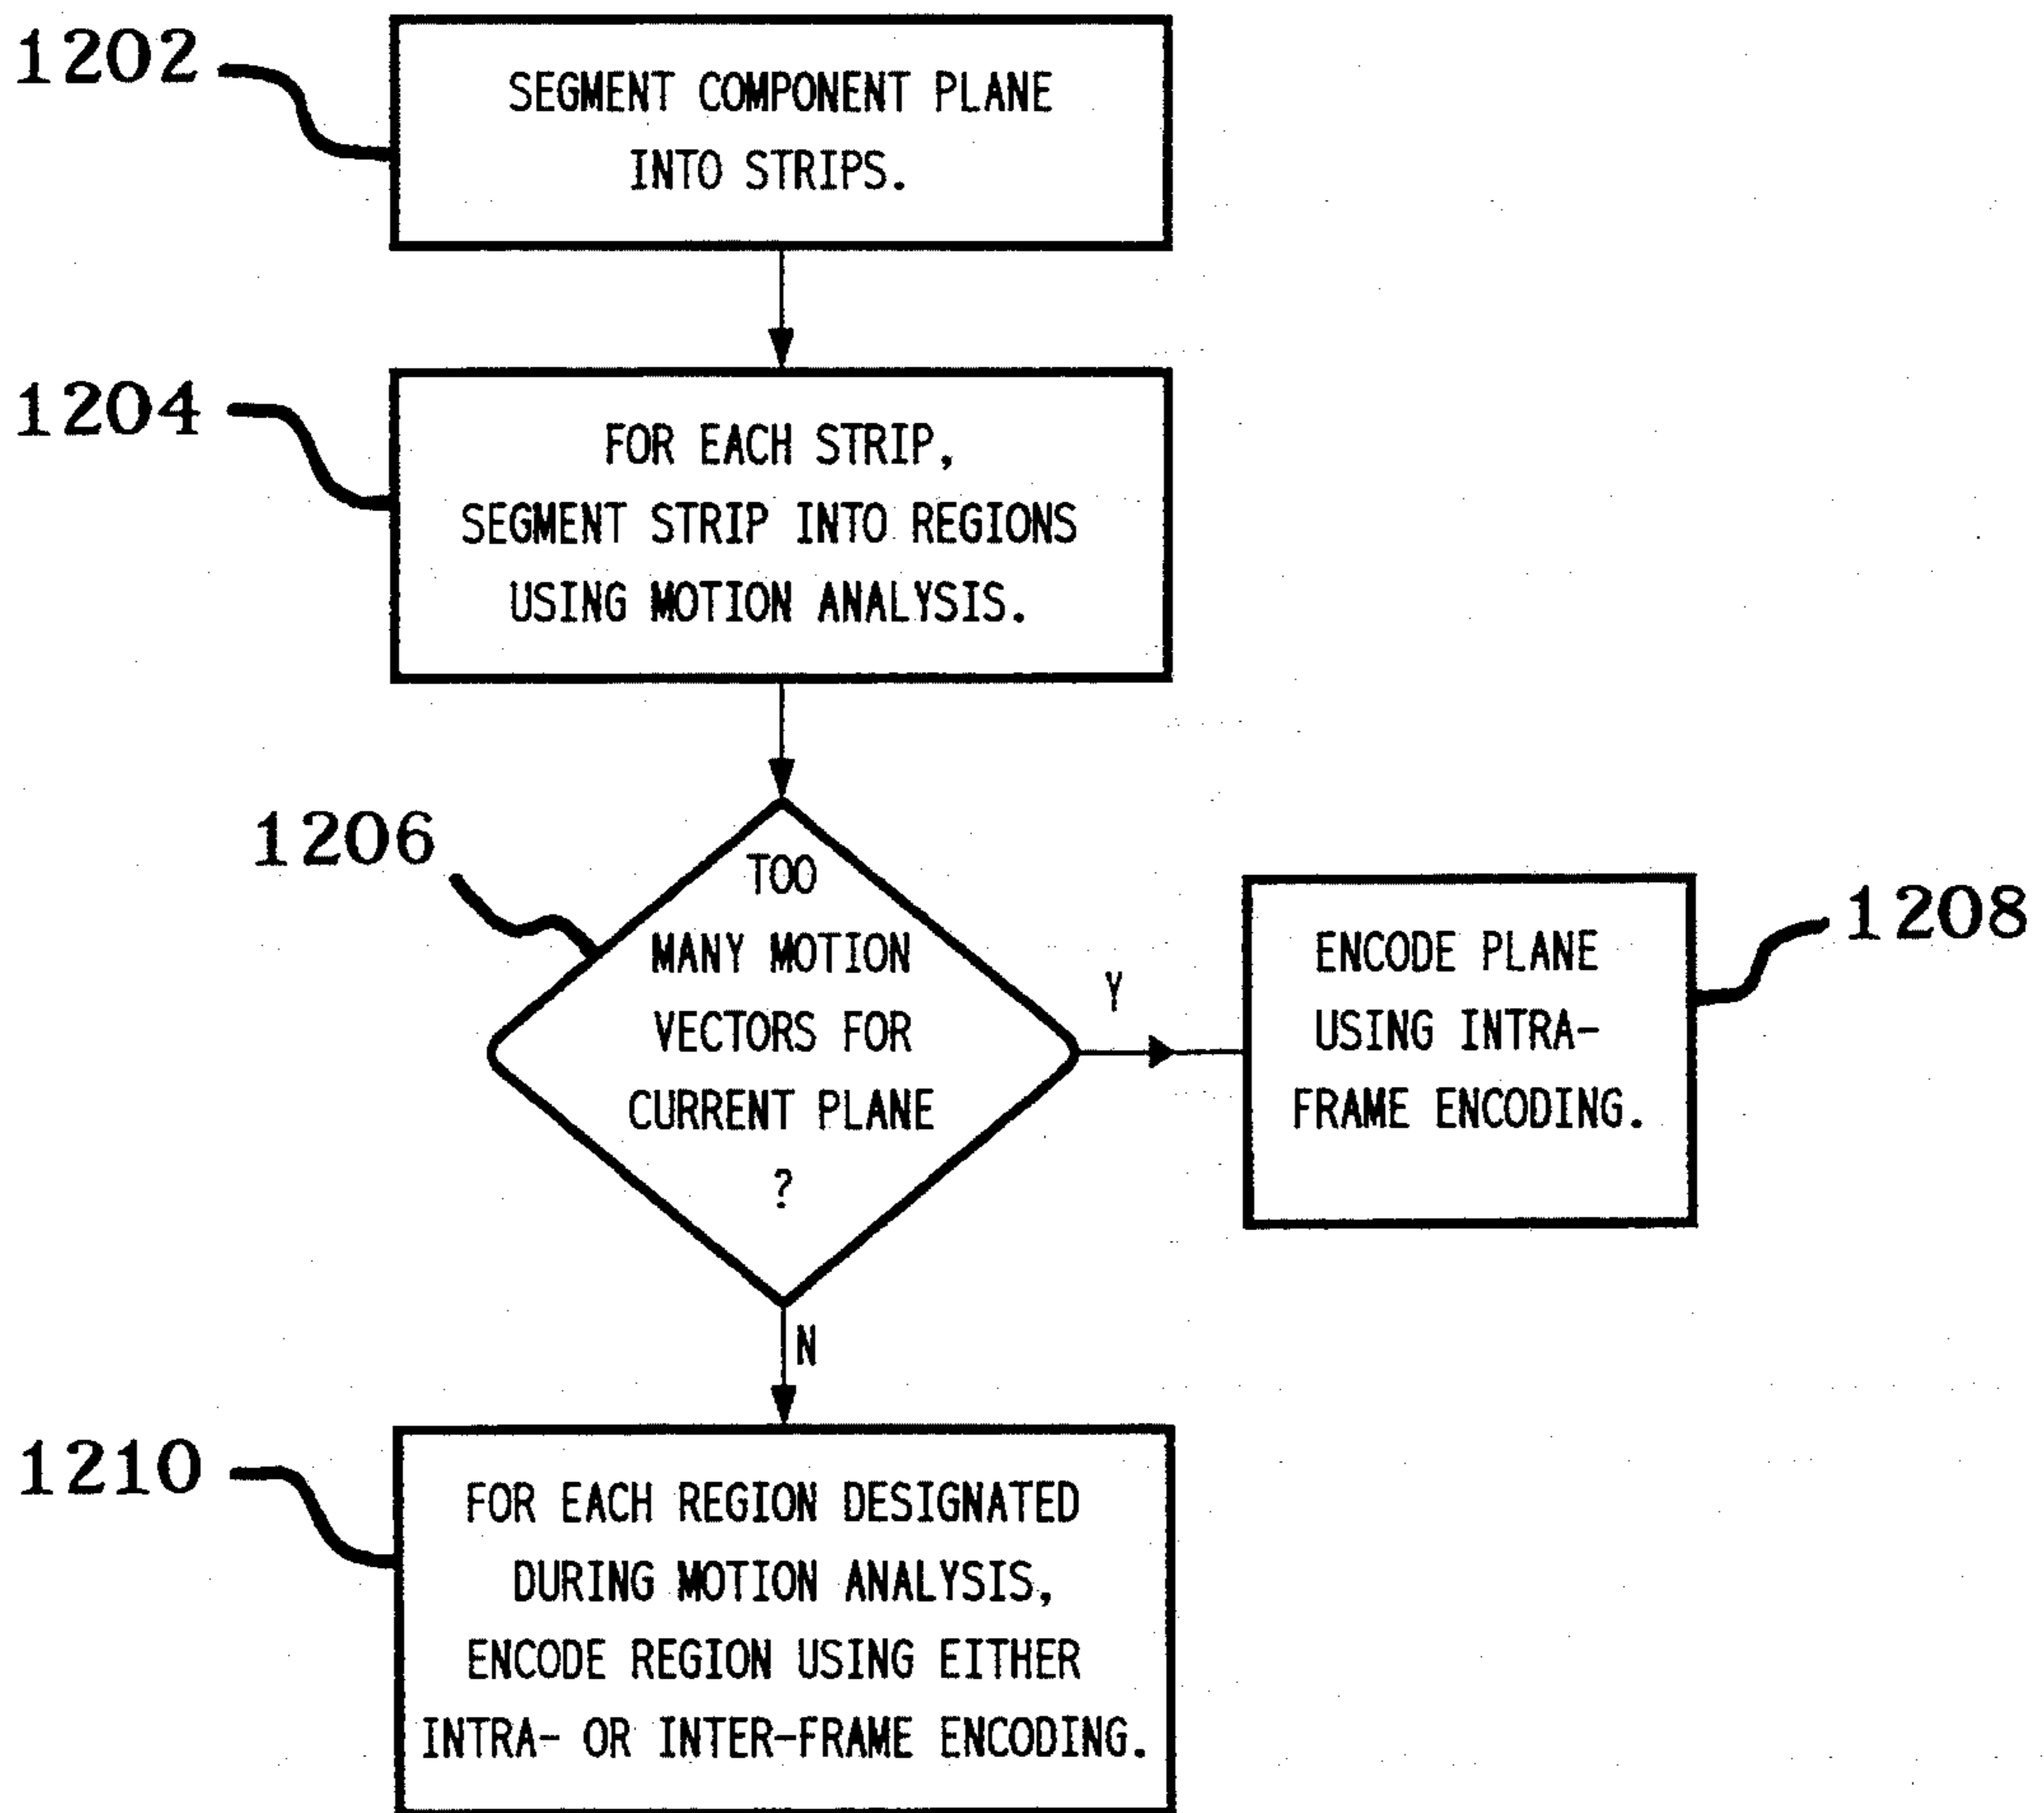 1202
SEGMENT COMPONENT PLANE
INTO STRIPS.
1204
FOR EACH STRIP,
SEGMENT STRIP INTO REGIONS
USING MOTION ANALYSIS.
1206
TOO
MANY MOTION
VECTORS FOR
CURRENT PLANE
?
Y
1208
ENCODE PLANE
USING INTRA-
FRAME ENCODING.
N
1210
FOR EACH REGION DESIGNATED
DURING MOTION ANALYSIS,
ENCODE REGION USING EITHER
INTRA- OR INTER-FRAME ENCODING.